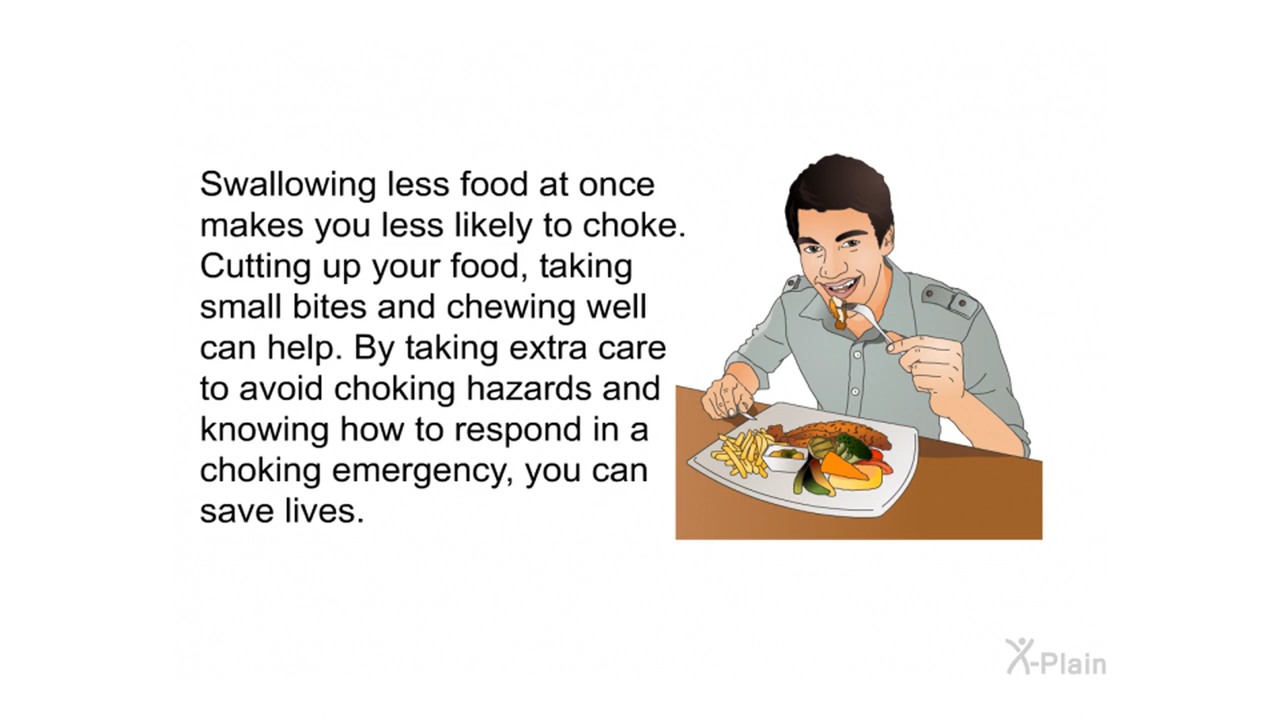 Swallowing less food at once
makes you less likely to choke.
Cutting up your food, taking
small bites and chewing well
can help. By taking extra care
to avoid choking hazards and
knowing how to respond in a
choking emergency, you can
save lives.
X-Plain